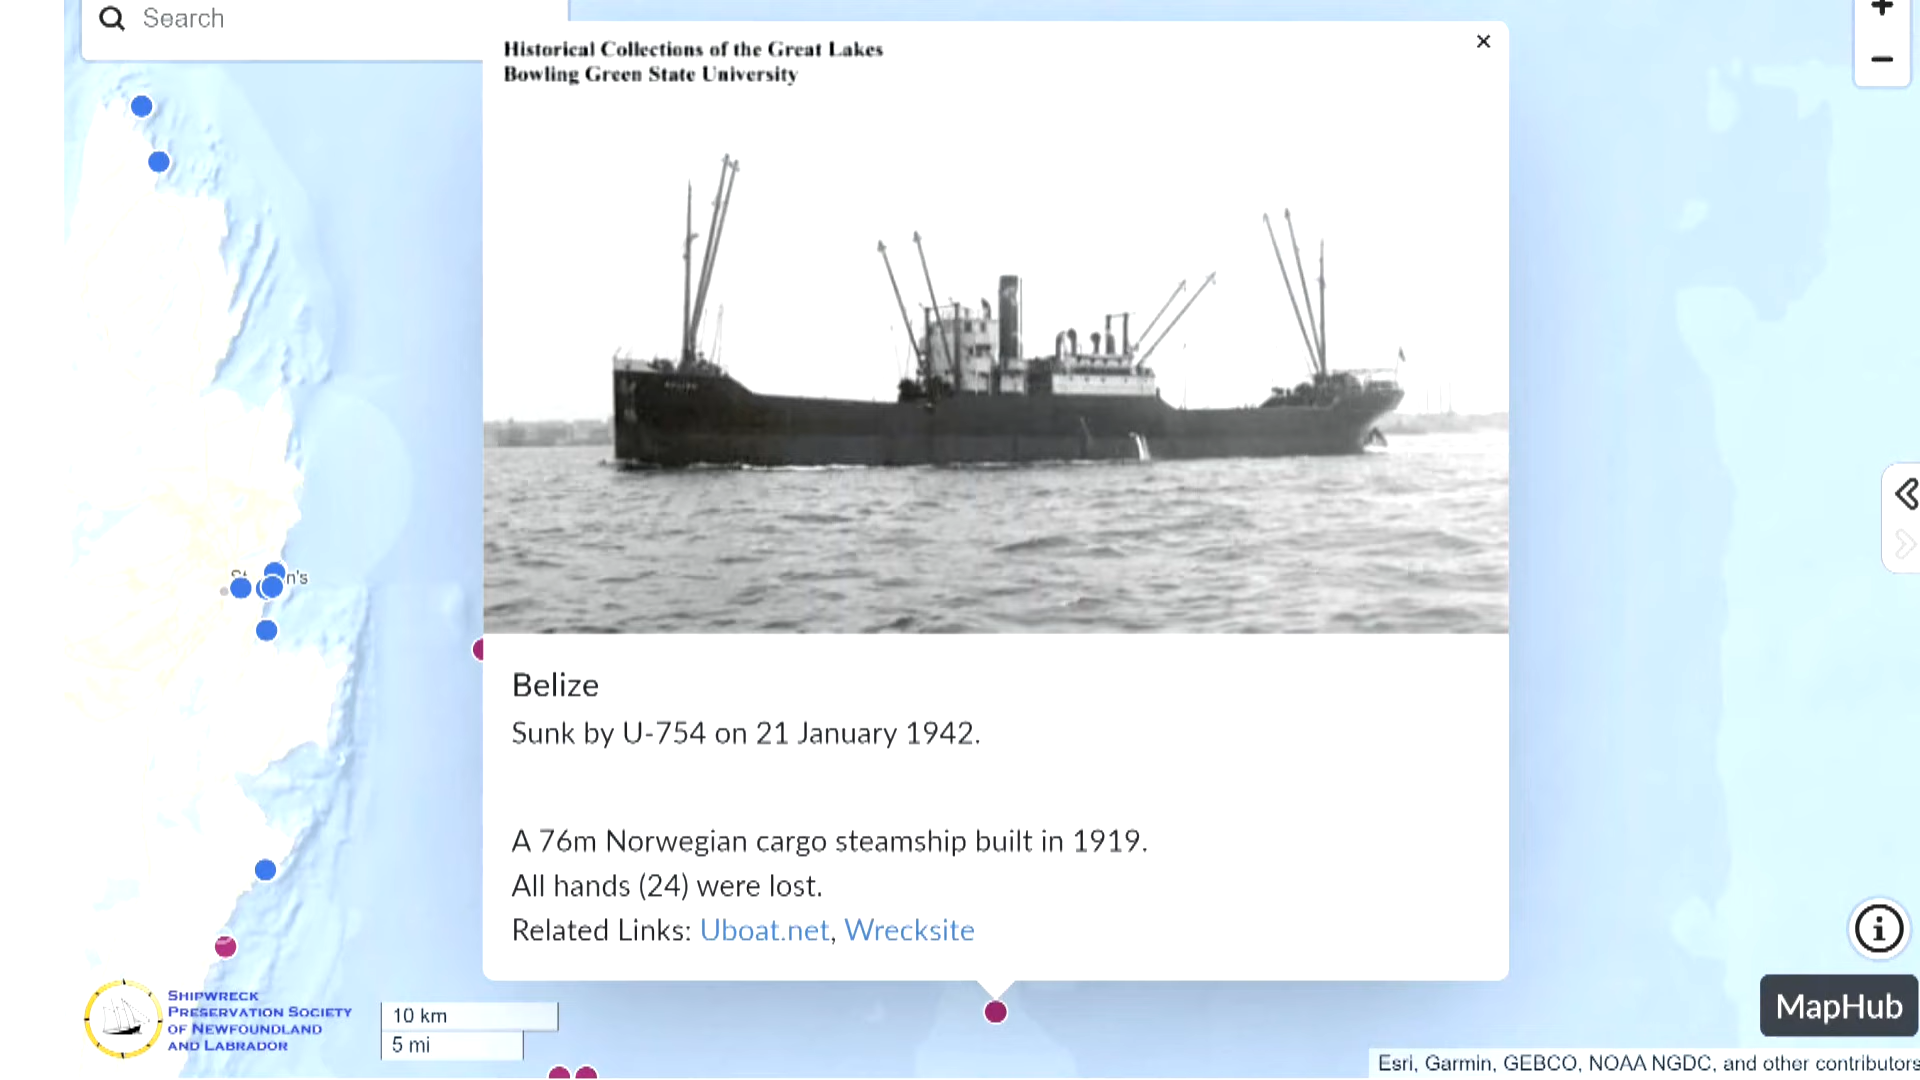 Search
Historical Collections of the Great Lakes
Bowling Green State University
n's
Belize
Sunk by U-754 on 21 January 1942.
A 76m Norwegian cargo steamship built in 1919.
All hands (24) were lost.
Related Links: Uboat.net, Wrecksite
SHIPWRECK
PRESERVATION SOCIETY
OF NEWFOUNDLAND
AND LABRADOR
10 km
5 mi
MapHub
Esri, Garmin, GEBCO, NOAA NGDC, and other contributors